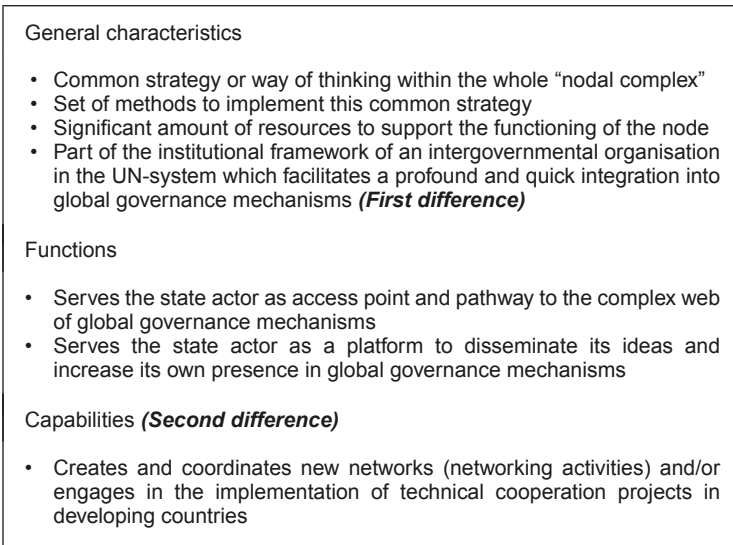 General characteristics
• Common strategy or way of thinking within the whole “nodal complex”
• Set of methods to implement this common strategy
• Significant amount of resources to support the functioning of the node
• Part of the institutional framework of an intergovernmental organisation
in the UN-system which facilitates a profound and quick integration into
global governance mechanisms (First difference)
Functions
• Serves the state actor as access point and pathway to the complex web
of global governance mechanisms
• Serves the state actor as a platform to disseminate its ideas and
increase its own presence in global governance mechanisms
Capabilities (Second difference)
• Creates and coordinates new networks (networking activities) and/or
engages in the implementation of technical cooperation projects in
developing countries